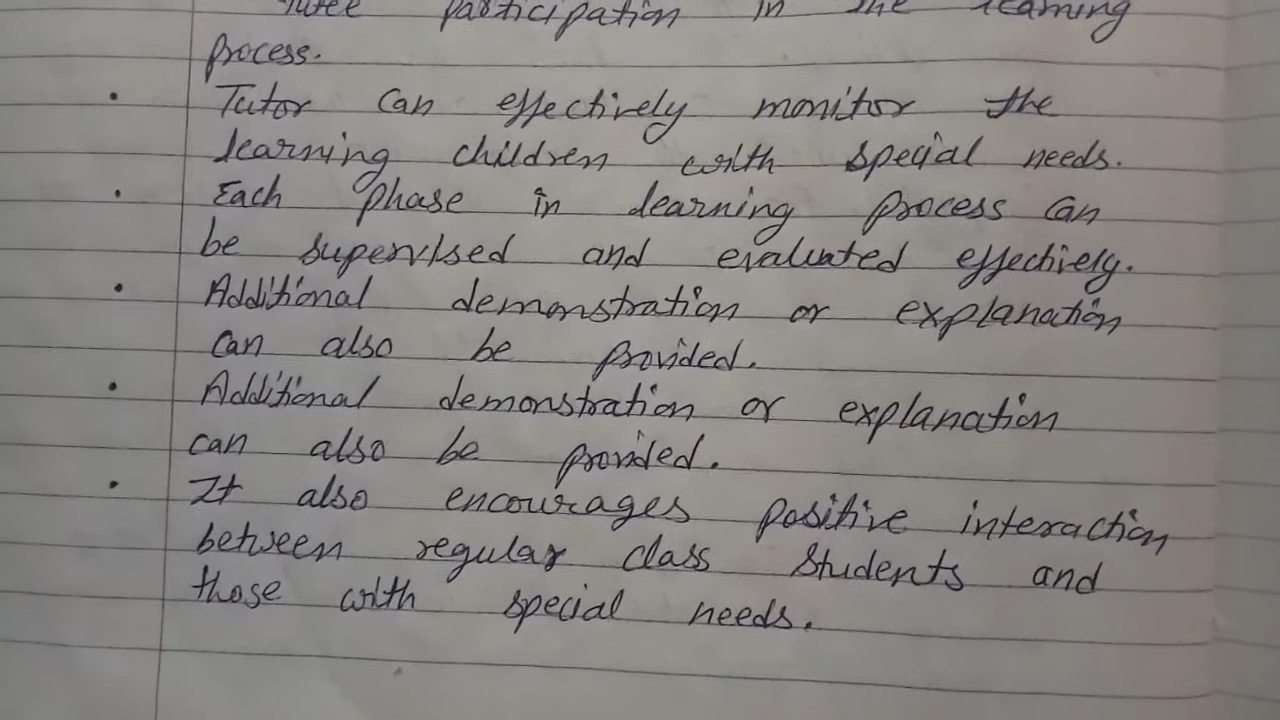 tutee participation in the learning
process.
• Tutor can effectively monitor the
learning children with special needs.
• Each phase in learning process can
be supervised and evaluated effectively.
• Additional demonstration or explanation
can also be provided.
• Additional demonstration or explanation
can also be provided.
• It also encourages positive interaction
between regular class students and
those with special needs.